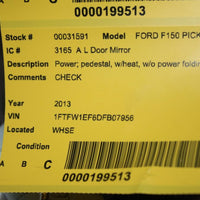 0000199513
Stock # 00031591 Model FORD F150 PICK
IC # 3165 A L Door Mirror
Description Power; pedestal, w/heat, w/o power foldin
Comments CHECK
Year 2013
VIN 1FTFW1EF6DFB07956
Located WHSE
Condition
A B C
0000199513